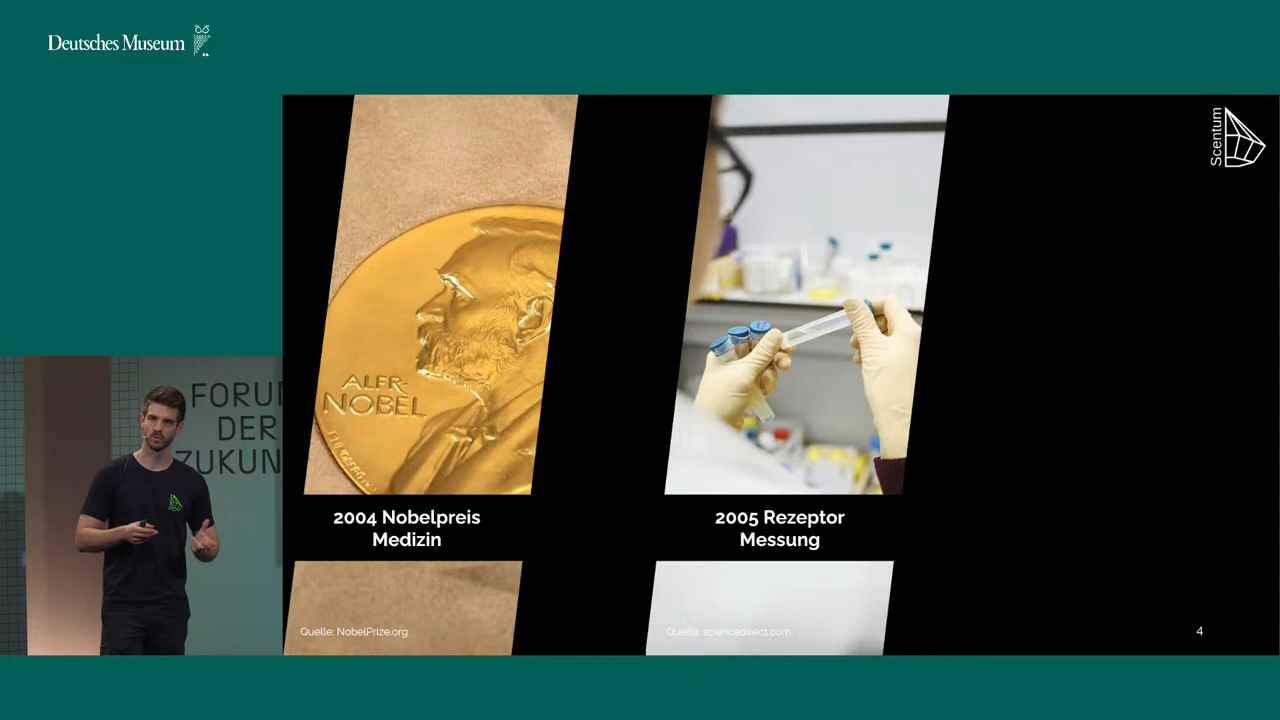 Deutsches Museum
Scentum
ALFR·
NOBEL
2004 Nobelpreis
Medizin
2005 Rezeptor
Messung
Quelle: NobelPrize.org
Quelle: sciencedirect.com
4
FORUM
DER
ZUKUN